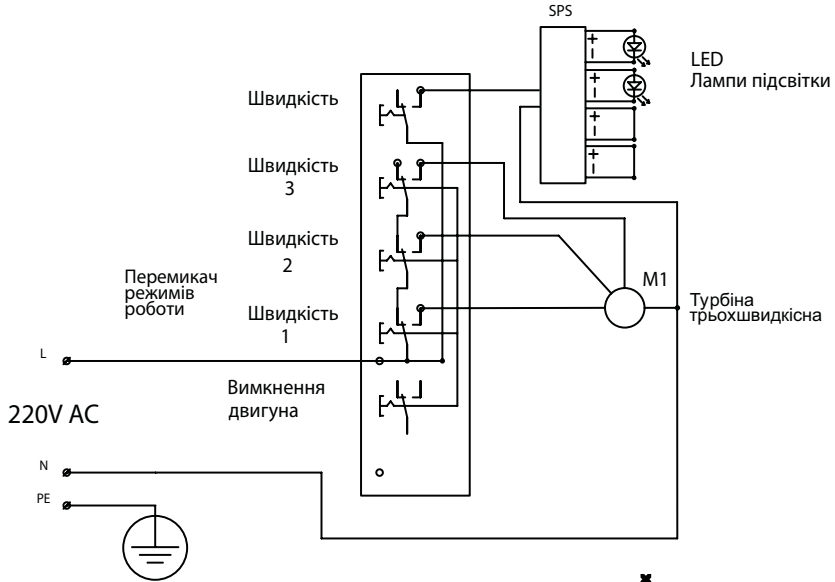 SPS
LED
Лампи підсвітки
+
+
+
+
Швидкість
Швидкість
3
Швидкість
2
Перемикач
режимів
роботи
M1
Турбіна
трьохшвидкісна
Швидкість
1
L
Вимкнення
двигуна
220V AC
N
PE